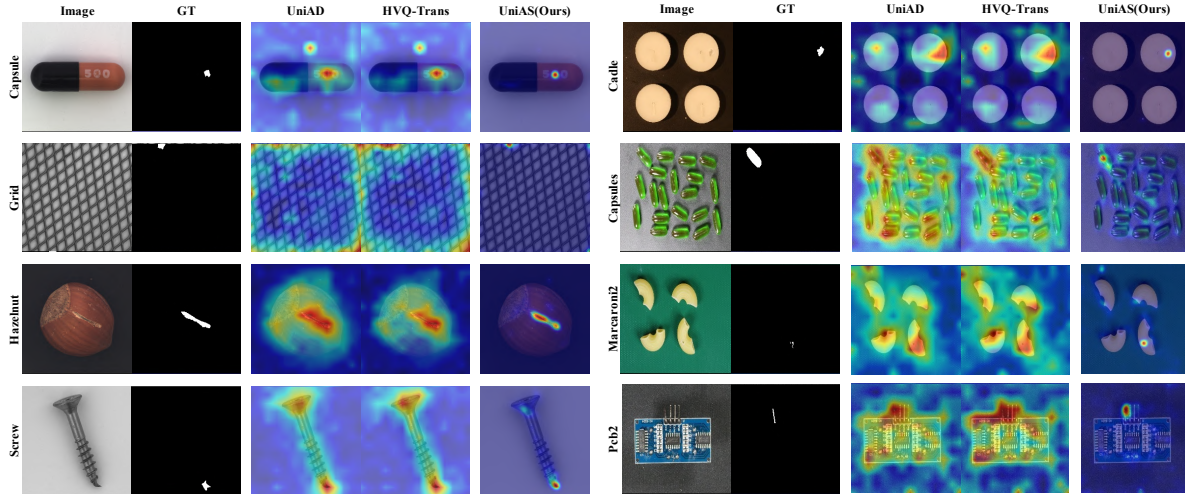 Image GT UniAD HVQ-Trans UniAS(Ours)
Capsule
500
Grid
Hazelnut
Screw
Image GT UniAD HVQ-Trans UniAS(Ours)
Cadle
Capsules
Marcaroni2
Pcb2